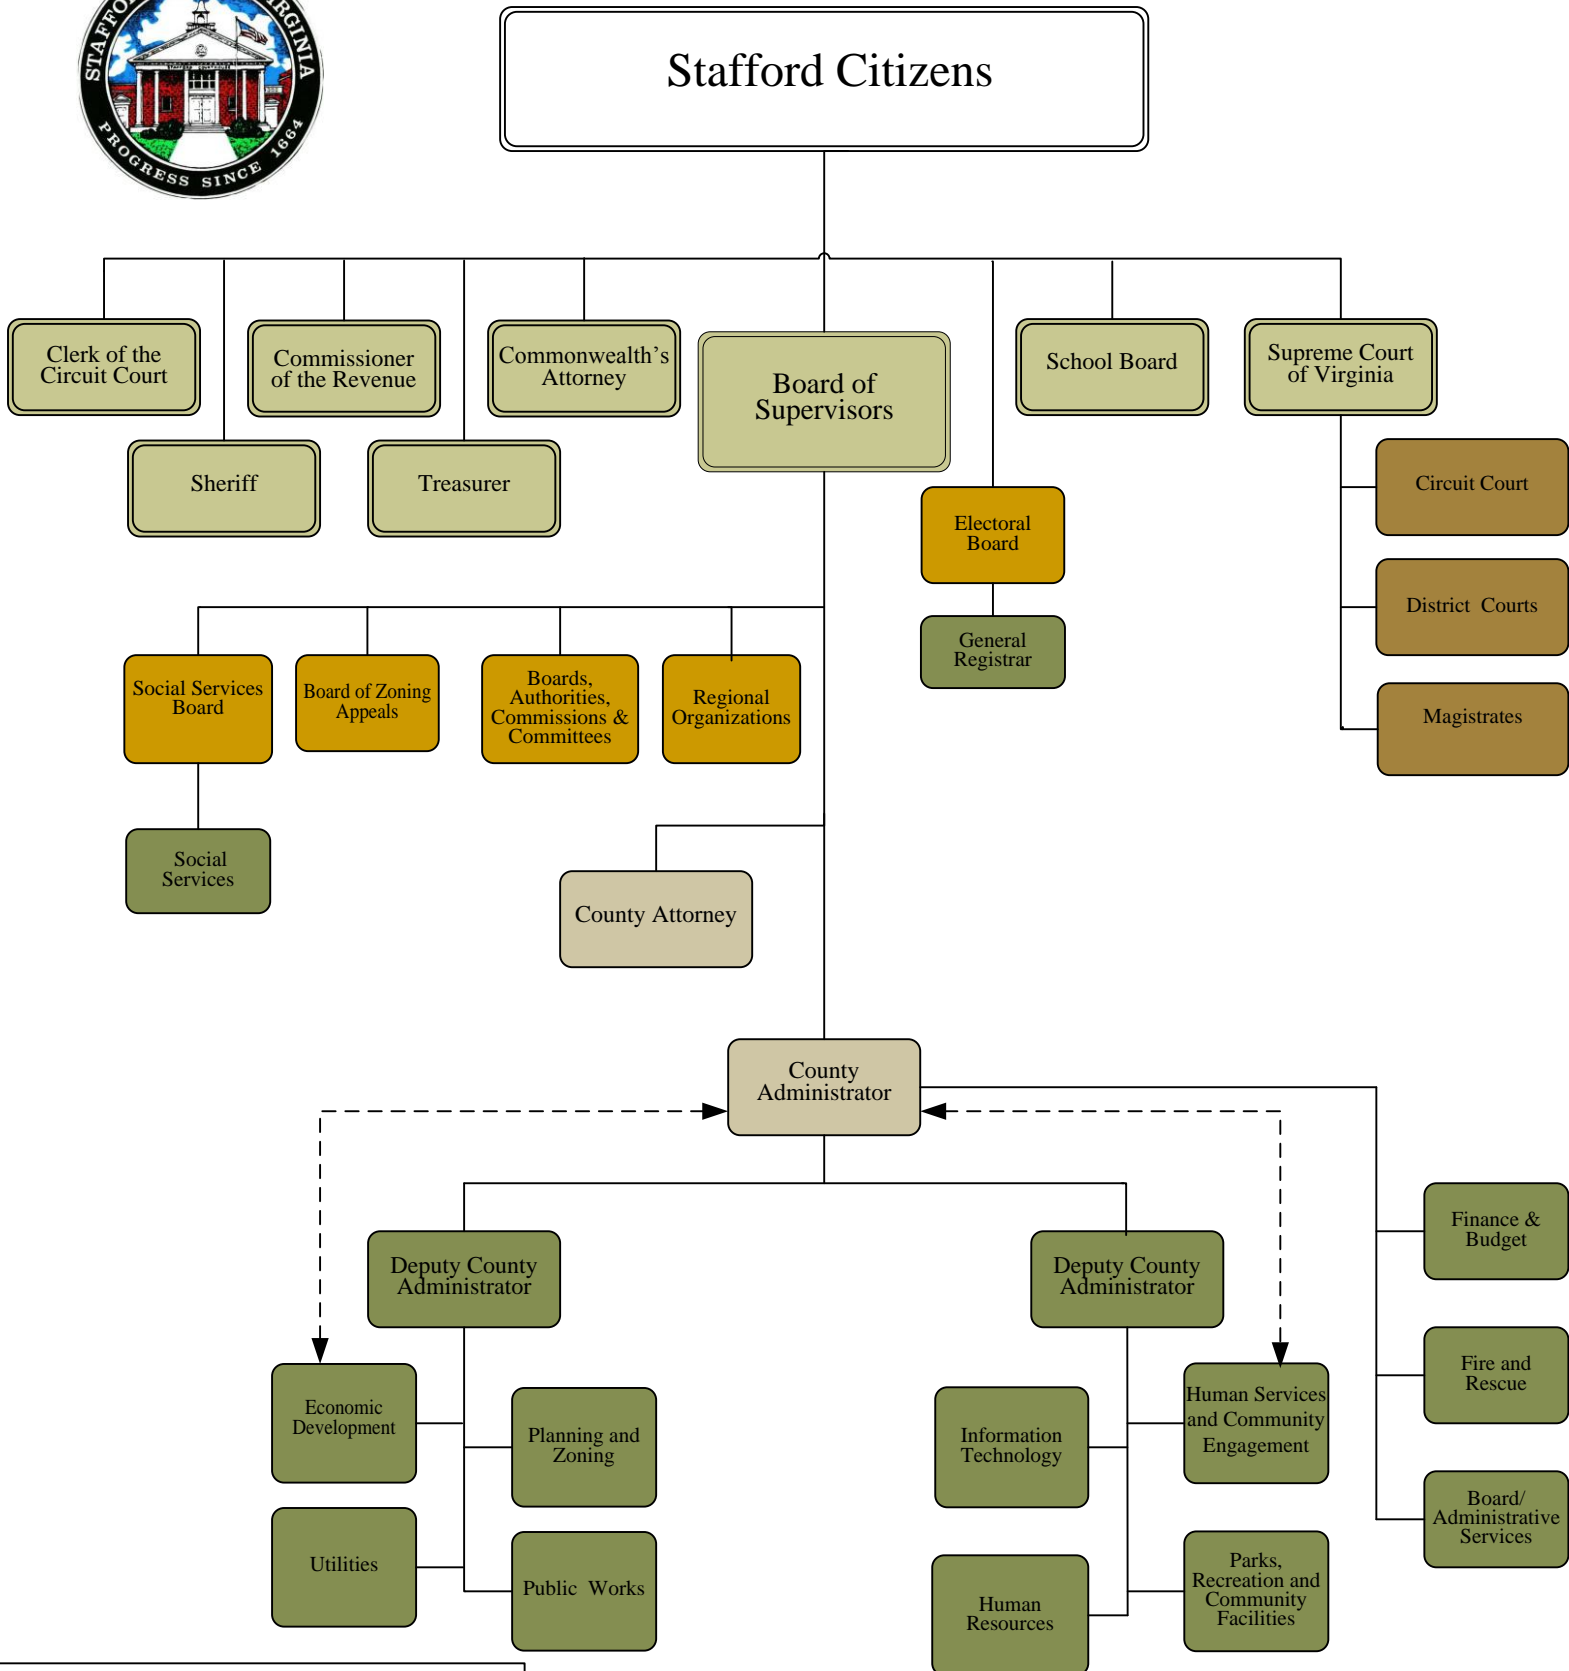 PROGRESS SINCE 1664
STAFFORD COURTHOUSE
Stafford Citizens
Clerk of the
Circuit Court
Commissioner
of the Revenue
Commonwealth's
Attorney
Board of
Supervisors
School Board
Supreme Court
of Virginia
Sheriff
Treasurer
Electoral
Board
Circuit Court
District Courts
General
Registrar
Magistrates
Social Services
Board
Board of Zoning
Appeals
Boards,
Authorities,
Commissions &
Committees
Regional
Organizations
Social
Services
County Attorney
County
Administrator
Deputy County
Administrator
Deputy County
Administrator
Finance &
Budget
Economic
Development
Planning and
Zoning
Information
Technology
Human Services
and Community
Engagement
Fire and
Rescue
Utilities
Public Works
Human
Resources
Parks,
Recreation and
Community
Facilities
Board/
Administrative
Services